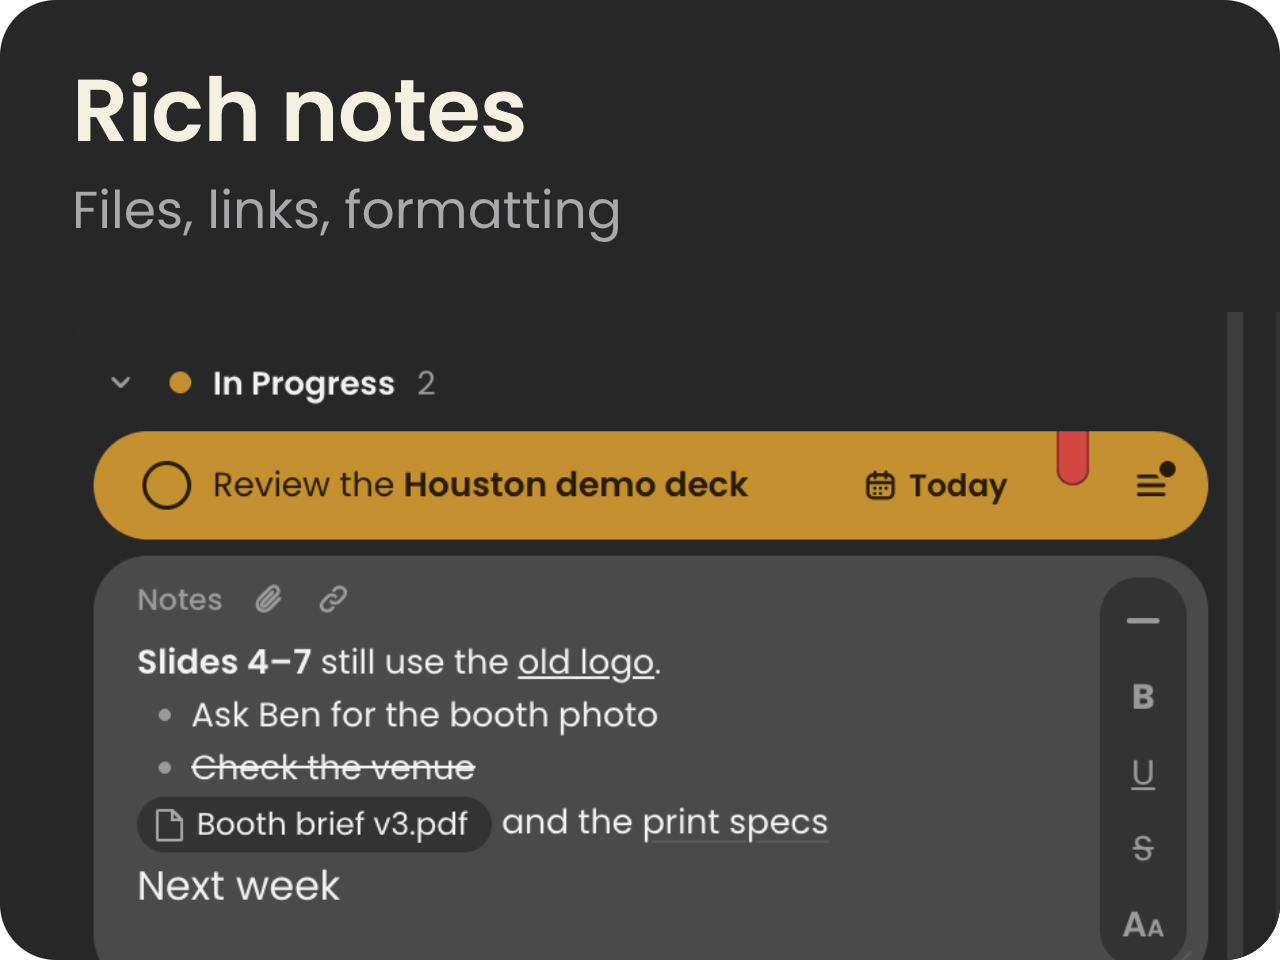 Rich notes
Files, links, formatting
In Progress 2
Review the Houston demo deck Today
Notes
Slides 4–7 still use the old logo.
Ask Ben for the booth photo
Check the venue
Booth brief v3.pdf and the print specs
Next week
B
U
S
AA